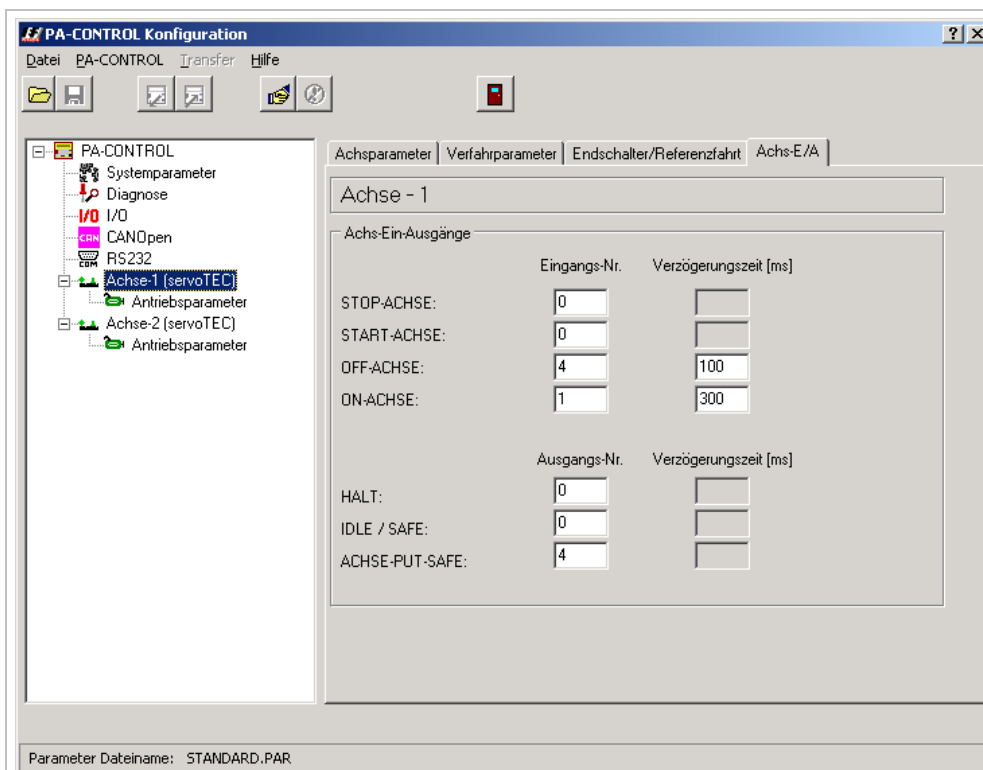 PA-CONTROL Konfiguration
Datei PA-CONTROL Transfer Hilfe
PA-CONTROL
Systemparameter
Diagnose
I/O I/O
CAN CANOpen
COM RS232
Achse-1 (servoTEC)
Antriebsparameter
Achse-2 (servoTEC)
Antriebsparameter
Achsparameter Verfahrparameter Endschalter/Referenzfahrt Achs-E/A
Achse - 1
Achs-Ein-Ausgänge
Eingangs-Nr. Verzögerungszeit [ms]
STOP-ACHSE: 0
START-ACHSE: 0
OFF-ACHSE: 4 100
ON-ACHSE: 1 300
Ausgangs-Nr. Verzögerungszeit [ms]
HALT: 0
IDLE / SAFE: 0
ACHSE-PUT-SAFE: 4
Parameter Dateiname: STANDARD.PAR